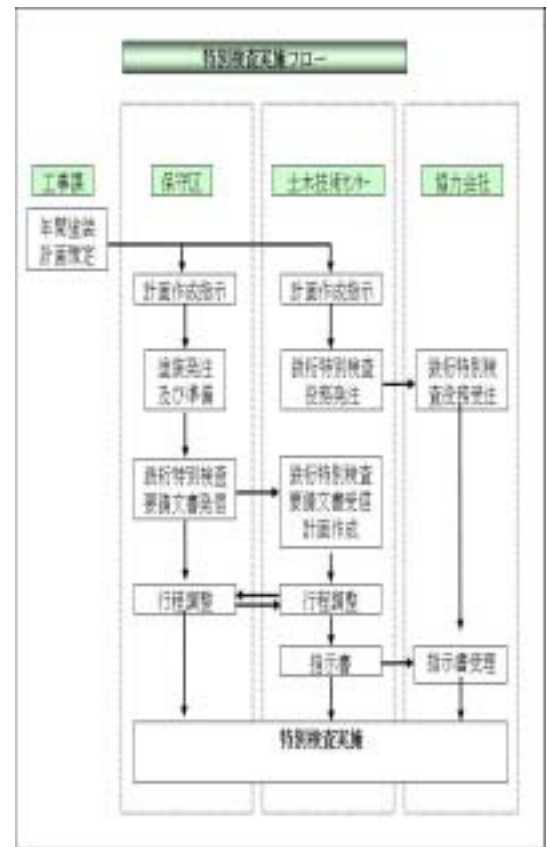 特別検査実施フロー
工事課
保守区
土木技術センター
協力会社
年間塗装
計画策定
計画作成指示
計画作成指示
塗装発注
及び準備
鉄桁特別検査
役務発注
鉄桁特別検
査役務受注
鉄桁特別検査
要請文書発信
鉄桁特別検査
要請文書受信
計画作成
行程調整
行程調整
指示書
指示書受理
特別検査実施